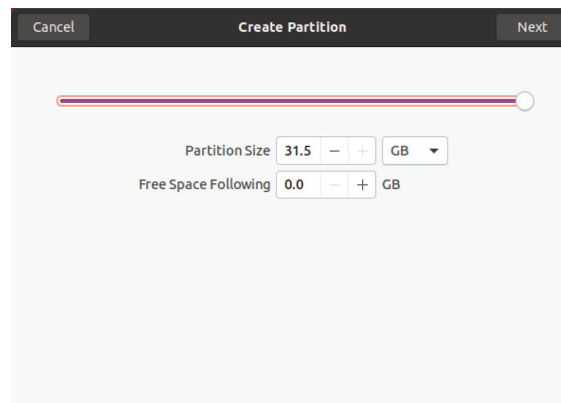 Cancel Create Partition Next
Partition Size 31.5 − + GB
Free Space Following 0.0 − + GB